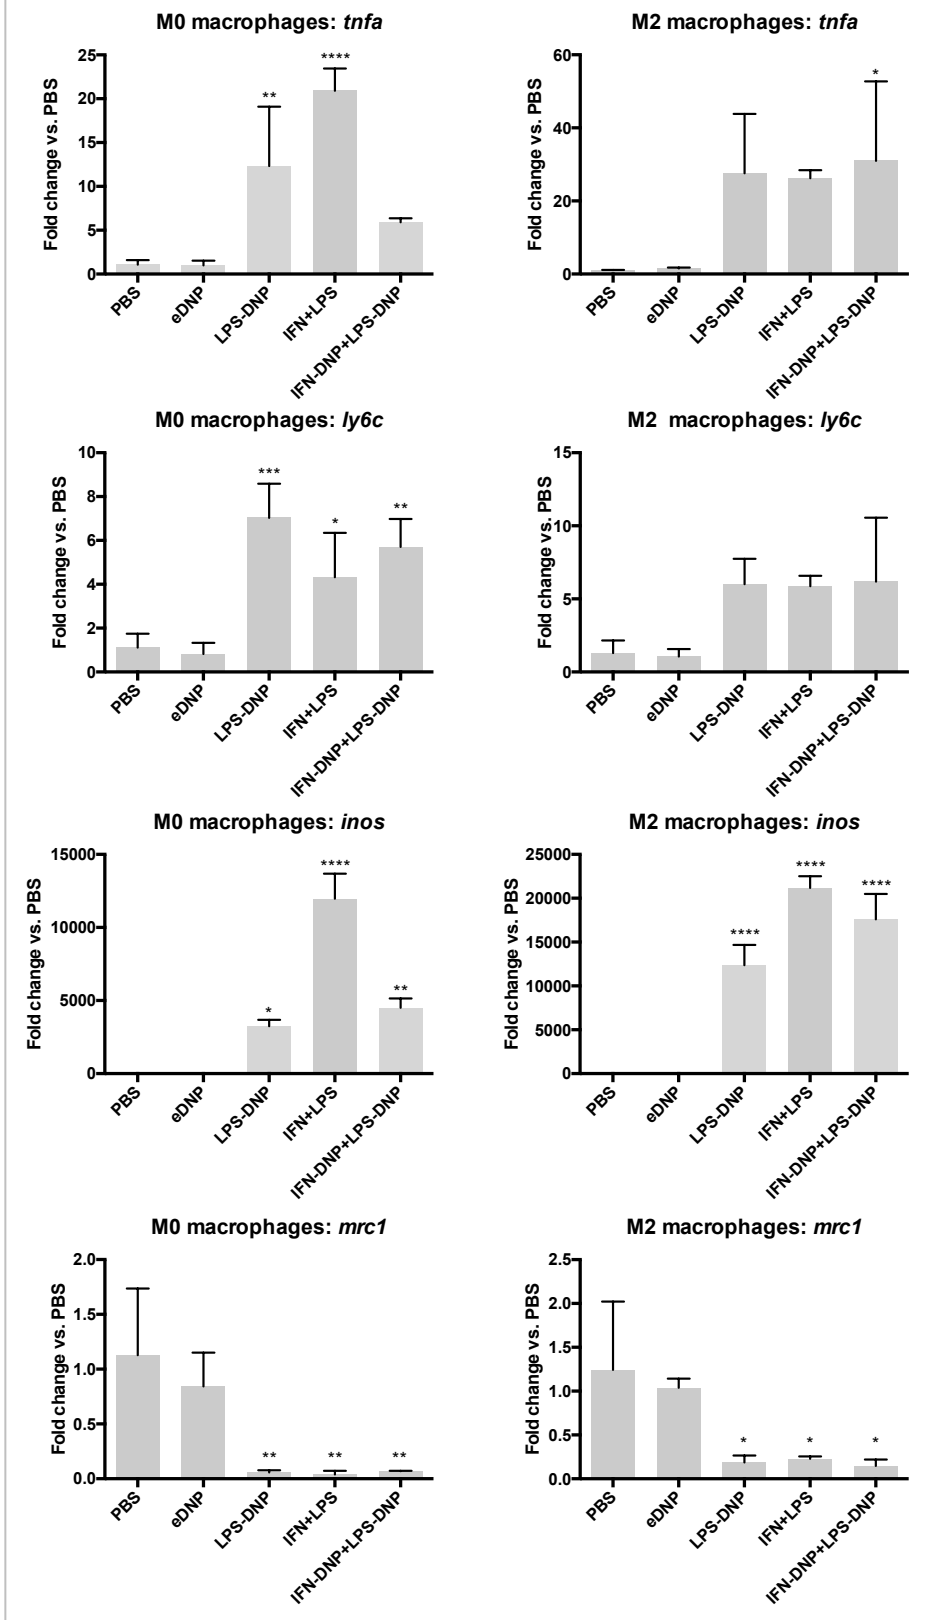 M0 macrophages: tnfa
Fold change vs. PBS
25
20
15
10
5
0
**
****
PBS
eDNP
LPS-DNP
IFN+LPS
IFN-DNP+LPS-DNP
M2 macrophages: tnfa
Fold change vs. PBS
60
40
20
0
*
PBS
eDNP
LPS-DNP
IFN+LPS
IFN-DNP+LPS-DNP
M0 macrophages: ly6c
Fold change vs. PBS
10
8
6
4
2
0
***
*
**
PBS
eDNP
LPS-DNP
IFN+LPS
IFN-DNP+LPS-DNP
M2 macrophages: ly6c
Fold change vs. PBS
15
10
5
0
PBS
eDNP
LPS-DNP
IFN+LPS
IFN-DNP+LPS-DNP
M0 macrophages: inos
Fold change vs. PBS
15000
10000
5000
0
*
****
**
PBS
eDNP
LPS-DNP
IFN+LPS
IFN-DNP+LPS-DNP
M2 macrophages: inos
Fold change vs. PBS
25000
20000
15000
10000
5000
0
****
****
****
PBS
eDNP
LPS-DNP
IFN+LPS
IFN-DNP+LPS-DNP
M0 macrophages: mrc1
Fold change vs. PBS
2.0
1.5
1.0
0.5
0.0
**
**
**
PBS
eDNP
LPS-DNP
IFN+LPS
IFN-DNP+LPS-DNP
M2 macrophages: mrc1
Fold change vs. PBS
2.5
2.0
1.5
1.0
0.5
0.0
*
*
*
PBS
eDNP
LPS-DNP
IFN+LPS
IFN-DNP+LPS-DNP